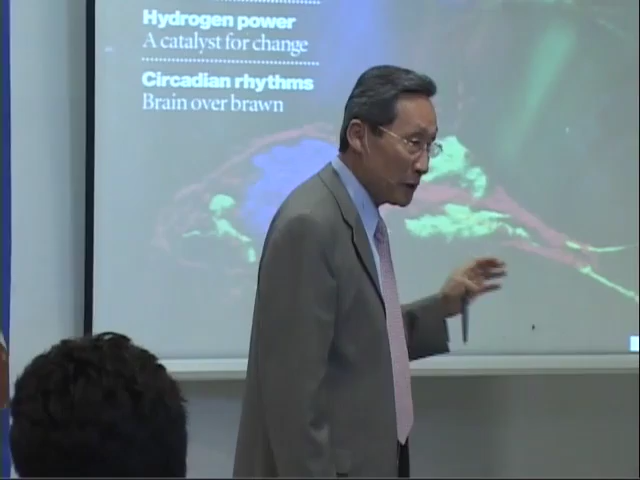 Hydrogen power
A catalyst for change
Circadian rhythms
Brain over brawn